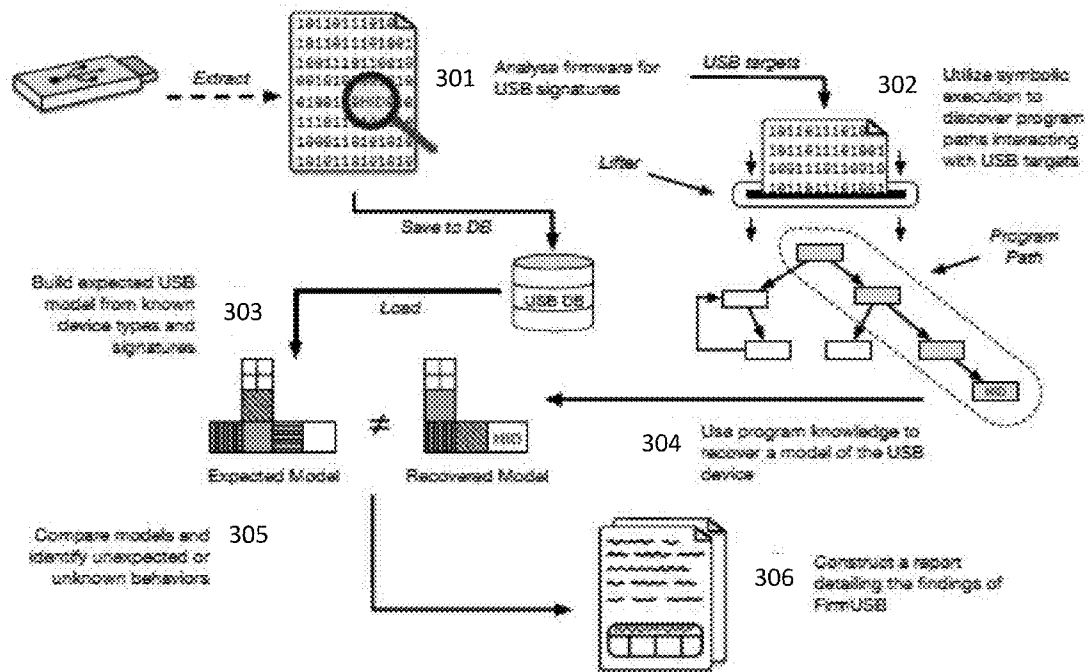 Extract
301
Analyse firmware for
USB signatures
USB targets
302
Utilize symbolic
execution to
discover program
paths interacting
with USB targets
Lifter
Save to DB
Program
Path
USB DB
Load
Build expected USB
model from known
device types and
signatures
303
≠
Expected Model
Recovered Model
304
Use program knowledge to
recover a model of the USB
device
Compare models and
identify unexpected or
unknown behaviors
305
306
Construct a report
detailing the findings of
FirmUSB